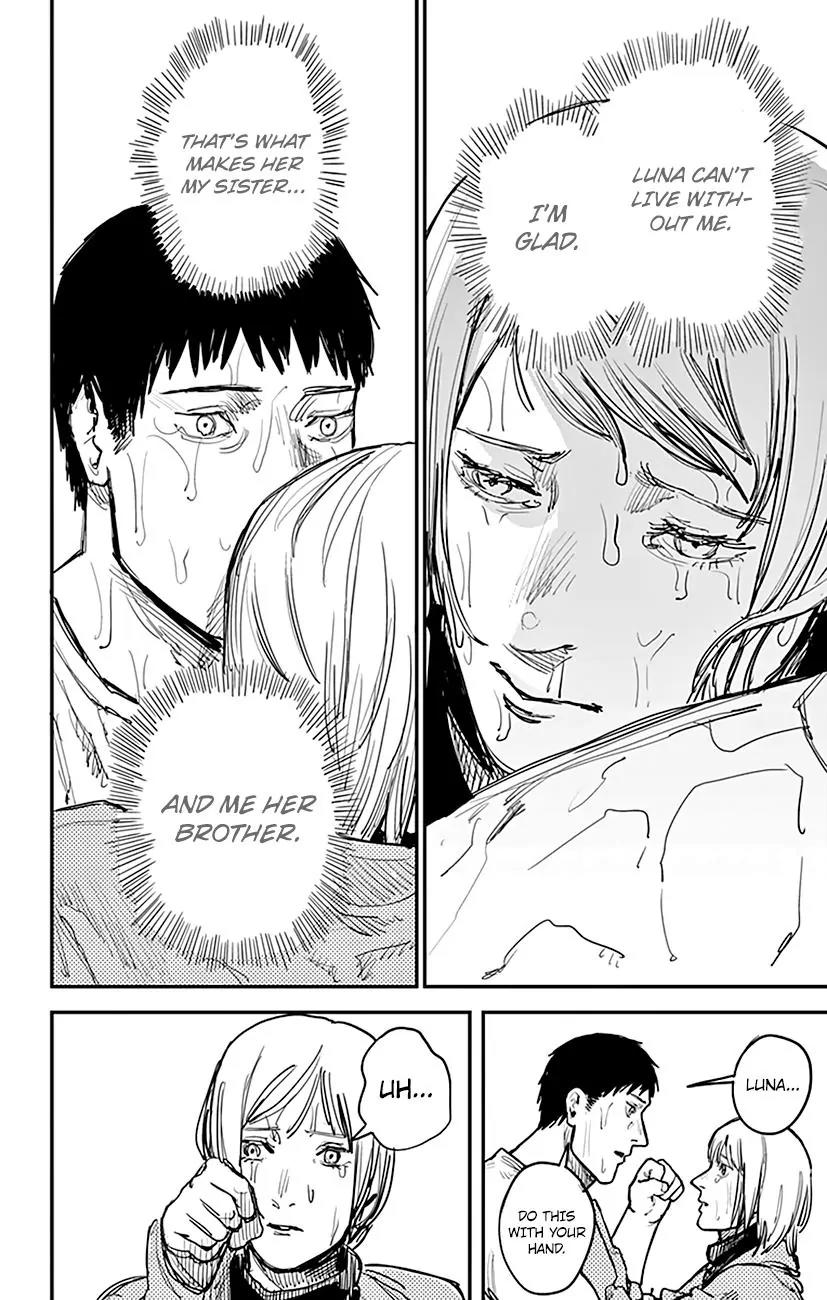 LUNA CAN'T
LIVE WITH-
OUT ME.
I'M
GLAD.
THAT'S WHAT
MAKES HER
MY SISTER...
AND ME HER
BROTHER.
LUNA...
DO THIS
WITH YOUR
HAND.
UH...